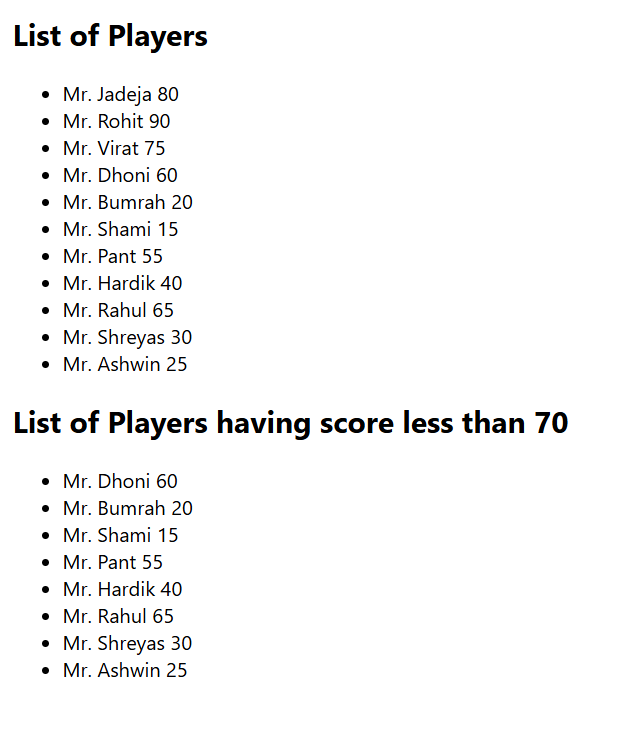 List of Players
• Mr. Jadeja 80
• Mr. Rohit 90
• Mr. Virat 75
• Mr. Dhoni 60
• Mr. Bumrah 20
• Mr. Shami 15
• Mr. Pant 55
• Mr. Hardik 40
• Mr. Rahul 65
• Mr. Shreyas 30
• Mr. Ashwin 25
List of Players having score less than 70
• Mr. Dhoni 60
• Mr. Bumrah 20
• Mr. Shami 15
• Mr. Pant 55
• Mr. Hardik 40
• Mr. Rahul 65
• Mr. Shreyas 30
• Mr. Ashwin 25